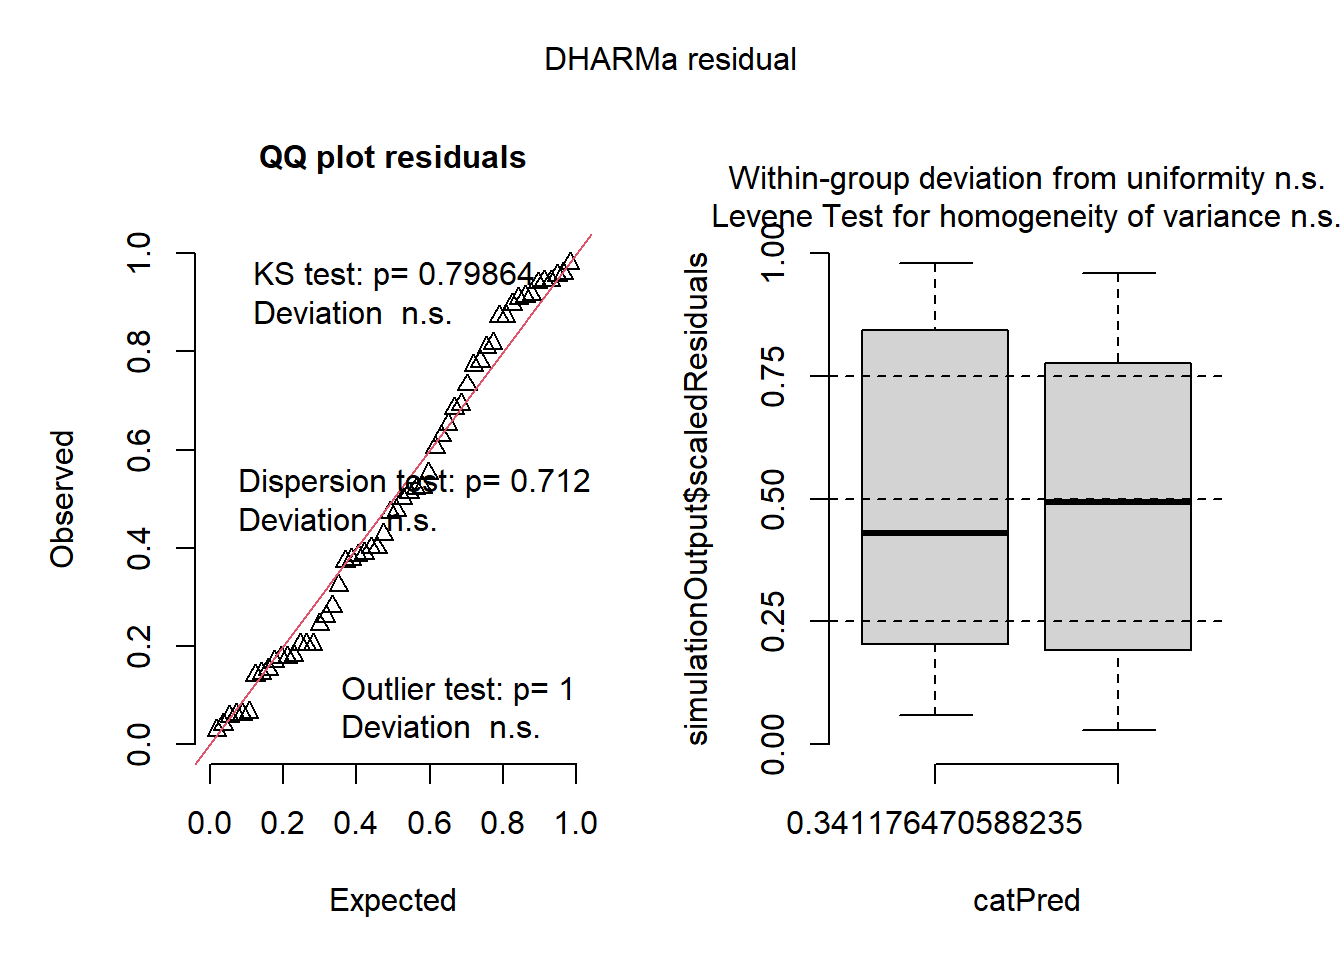 DHARMa residual
QQ plot residuals
KS test: p= 0.79864
Deviation  n.s.
Dispersion test: p= 0.712
Deviation  n.s.
Outlier test: p= 1
Deviation  n.s.
Observed
0.0 0.2 0.4 0.6 0.8 1.0
0.0 0.2 0.4 0.6 0.8 1.0
Expected
Within-group deviation from uniformity n.s.
Levene Test for homogeneity of variance n.s.
simulationOutput$scaledResiduals
0.00 0.25 0.50 0.75 1.00
0.341176470588235
catPred